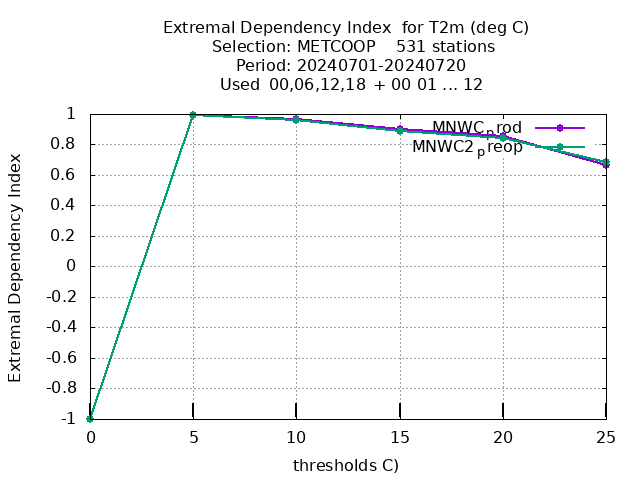 Extremal Dependency Index  for T2m (deg C)
Selection: METCOOP    531 stations
Period: 20240701-20240720
Used  00,06,12,18  + 00 01 ... 12
MNWCprod
MNWC2preop
1
0.8
0.6
0.4
0.2
0
-0.2
-0.4
-0.6
-0.8
-1
0
5
10
15
20
25
Extremal Dependency Index
thresholds C)